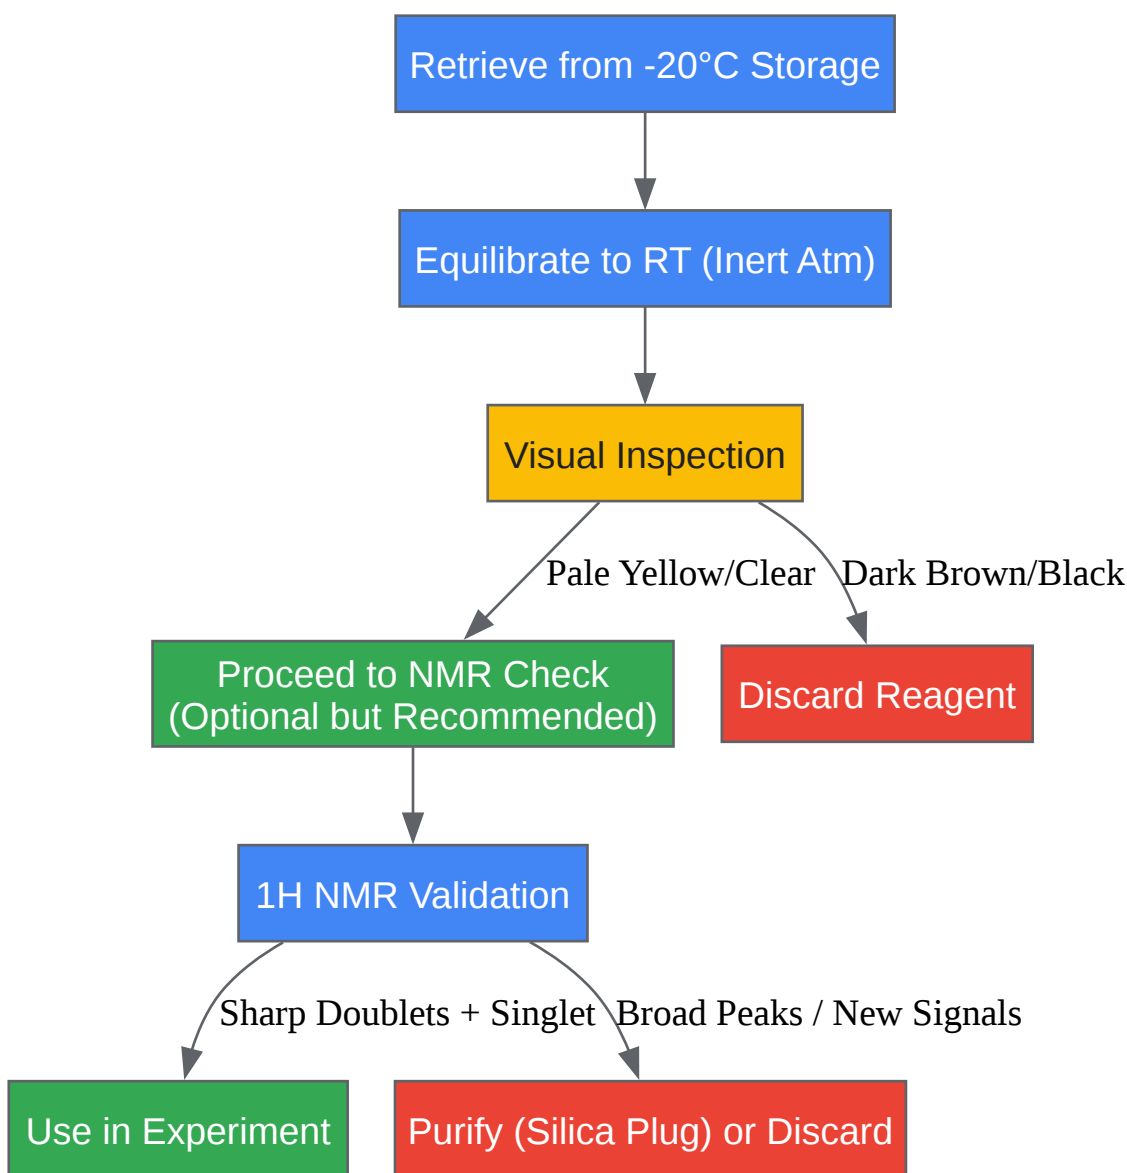 Retrieve from -20°C Storage
Equilibrate to RT (Inert Atm)
Visual Inspection
Pale Yellow/Clear
Dark Brown/Black
Proceed to NMR Check
(Optional but Recommended)
Discard Reagent
1H NMR Validation
Sharp Doublets + Singlet
Broad Peaks / New Signals
Use in Experiment
Purify (Silica Plug) or Discard